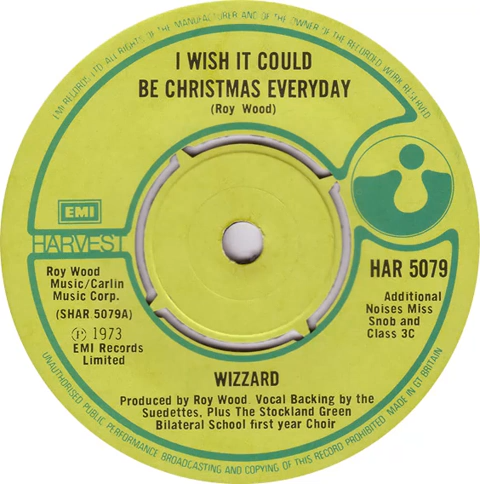 EMI RECORDS LTD. ALL RIGHTS OF THE MANUFACTURER AND OF THE OWNER OF THE RECORDED WORK RESERVED
I WISH IT COULD
BE CHRISTMAS EVERYDAY
(Roy Wood)
EMI
HARVEST
Roy Wood
Music/Carlin
Music Corp.
(SHAR 5079A)
℗ 1973
EMI Records
Limited
HAR 5079
Additional
Noises Miss
Snob and
Class 3C
WIZZARD
Produced by Roy Wood Vocal Backing by the
Suedettes, Plus The Stockland Green
Bilateral School first year Choir
UNAUTHORISED PUBLIC PERFORMANCE BROADCASTING AND COPYING OF THIS RECORD PROHIBITED. MADE IN GT BRITAIN